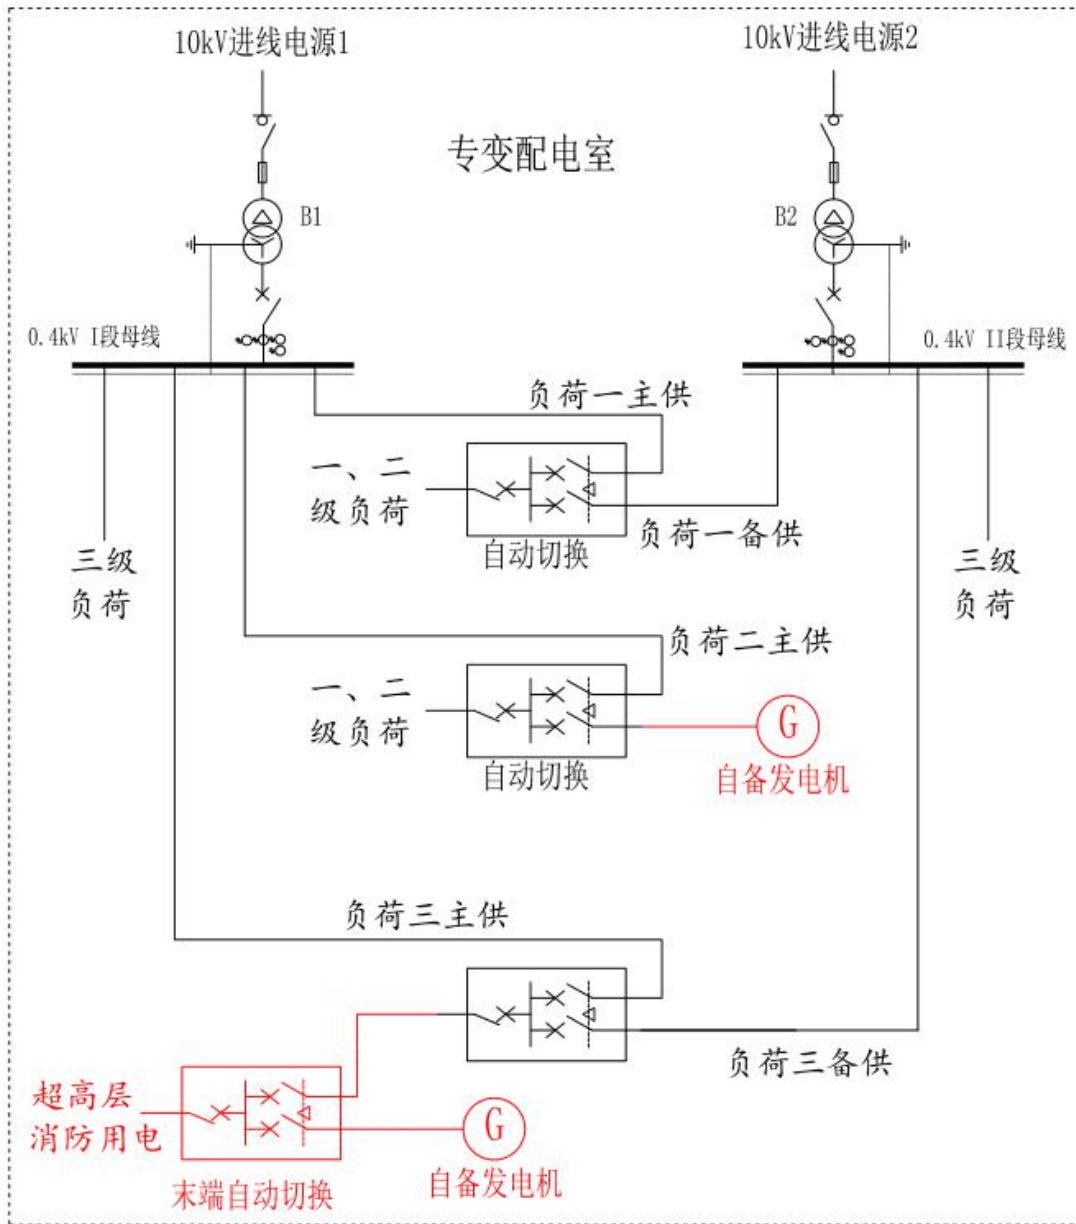 10kV进线电源1
10kV进线电源2
专变配电室
B1
B2
0.4kV I段母线
0.4kV II段母线
负荷一主供
一、二
级负荷
负荷一备供
自动切换
三级
负荷
三级
负荷
负荷二主供
一、二
级负荷
G
自备发电机
自动切换
负荷三主供
负荷三备供
超高层
消防用电
G
自备发电机
末端自动切换